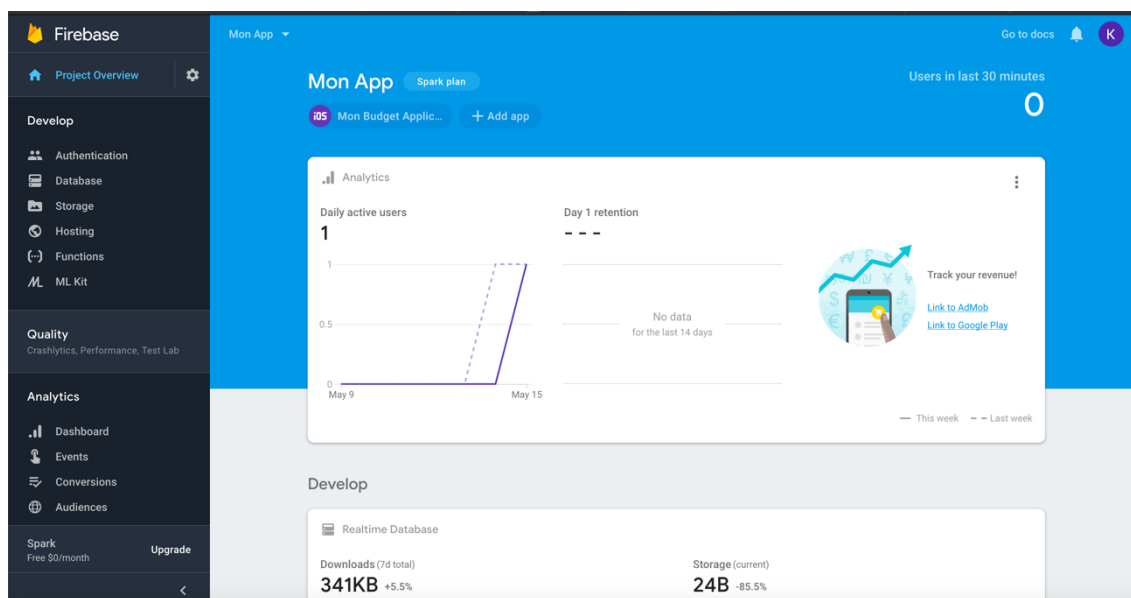 Firebase
Project Overview
Develop
Authentication
Database
Storage
Hosting
Functions
ML Kit
Quality
Crashlytics, Performance, Test Lab
Analytics
Dashboard
Events
Conversions
Audiences
Spark
Free $0/month
Upgrade
Mon App
Go to docs
K
Mon App
Spark plan
iOS Mon Budget Applic...
+ Add app
Users in last 30 minutes
0
Analytics
Daily active users
1
1
0.5
0
May 9
May 15
Day 1 retention
- - -
No data
for the last 14 days
Track your revenue!
Link to AdMob
Link to Google Play
This week
Last week
Develop
Realtime Database
Downloads (7d total)
341KB +5.5%
Storage (current)
24B -85.5%